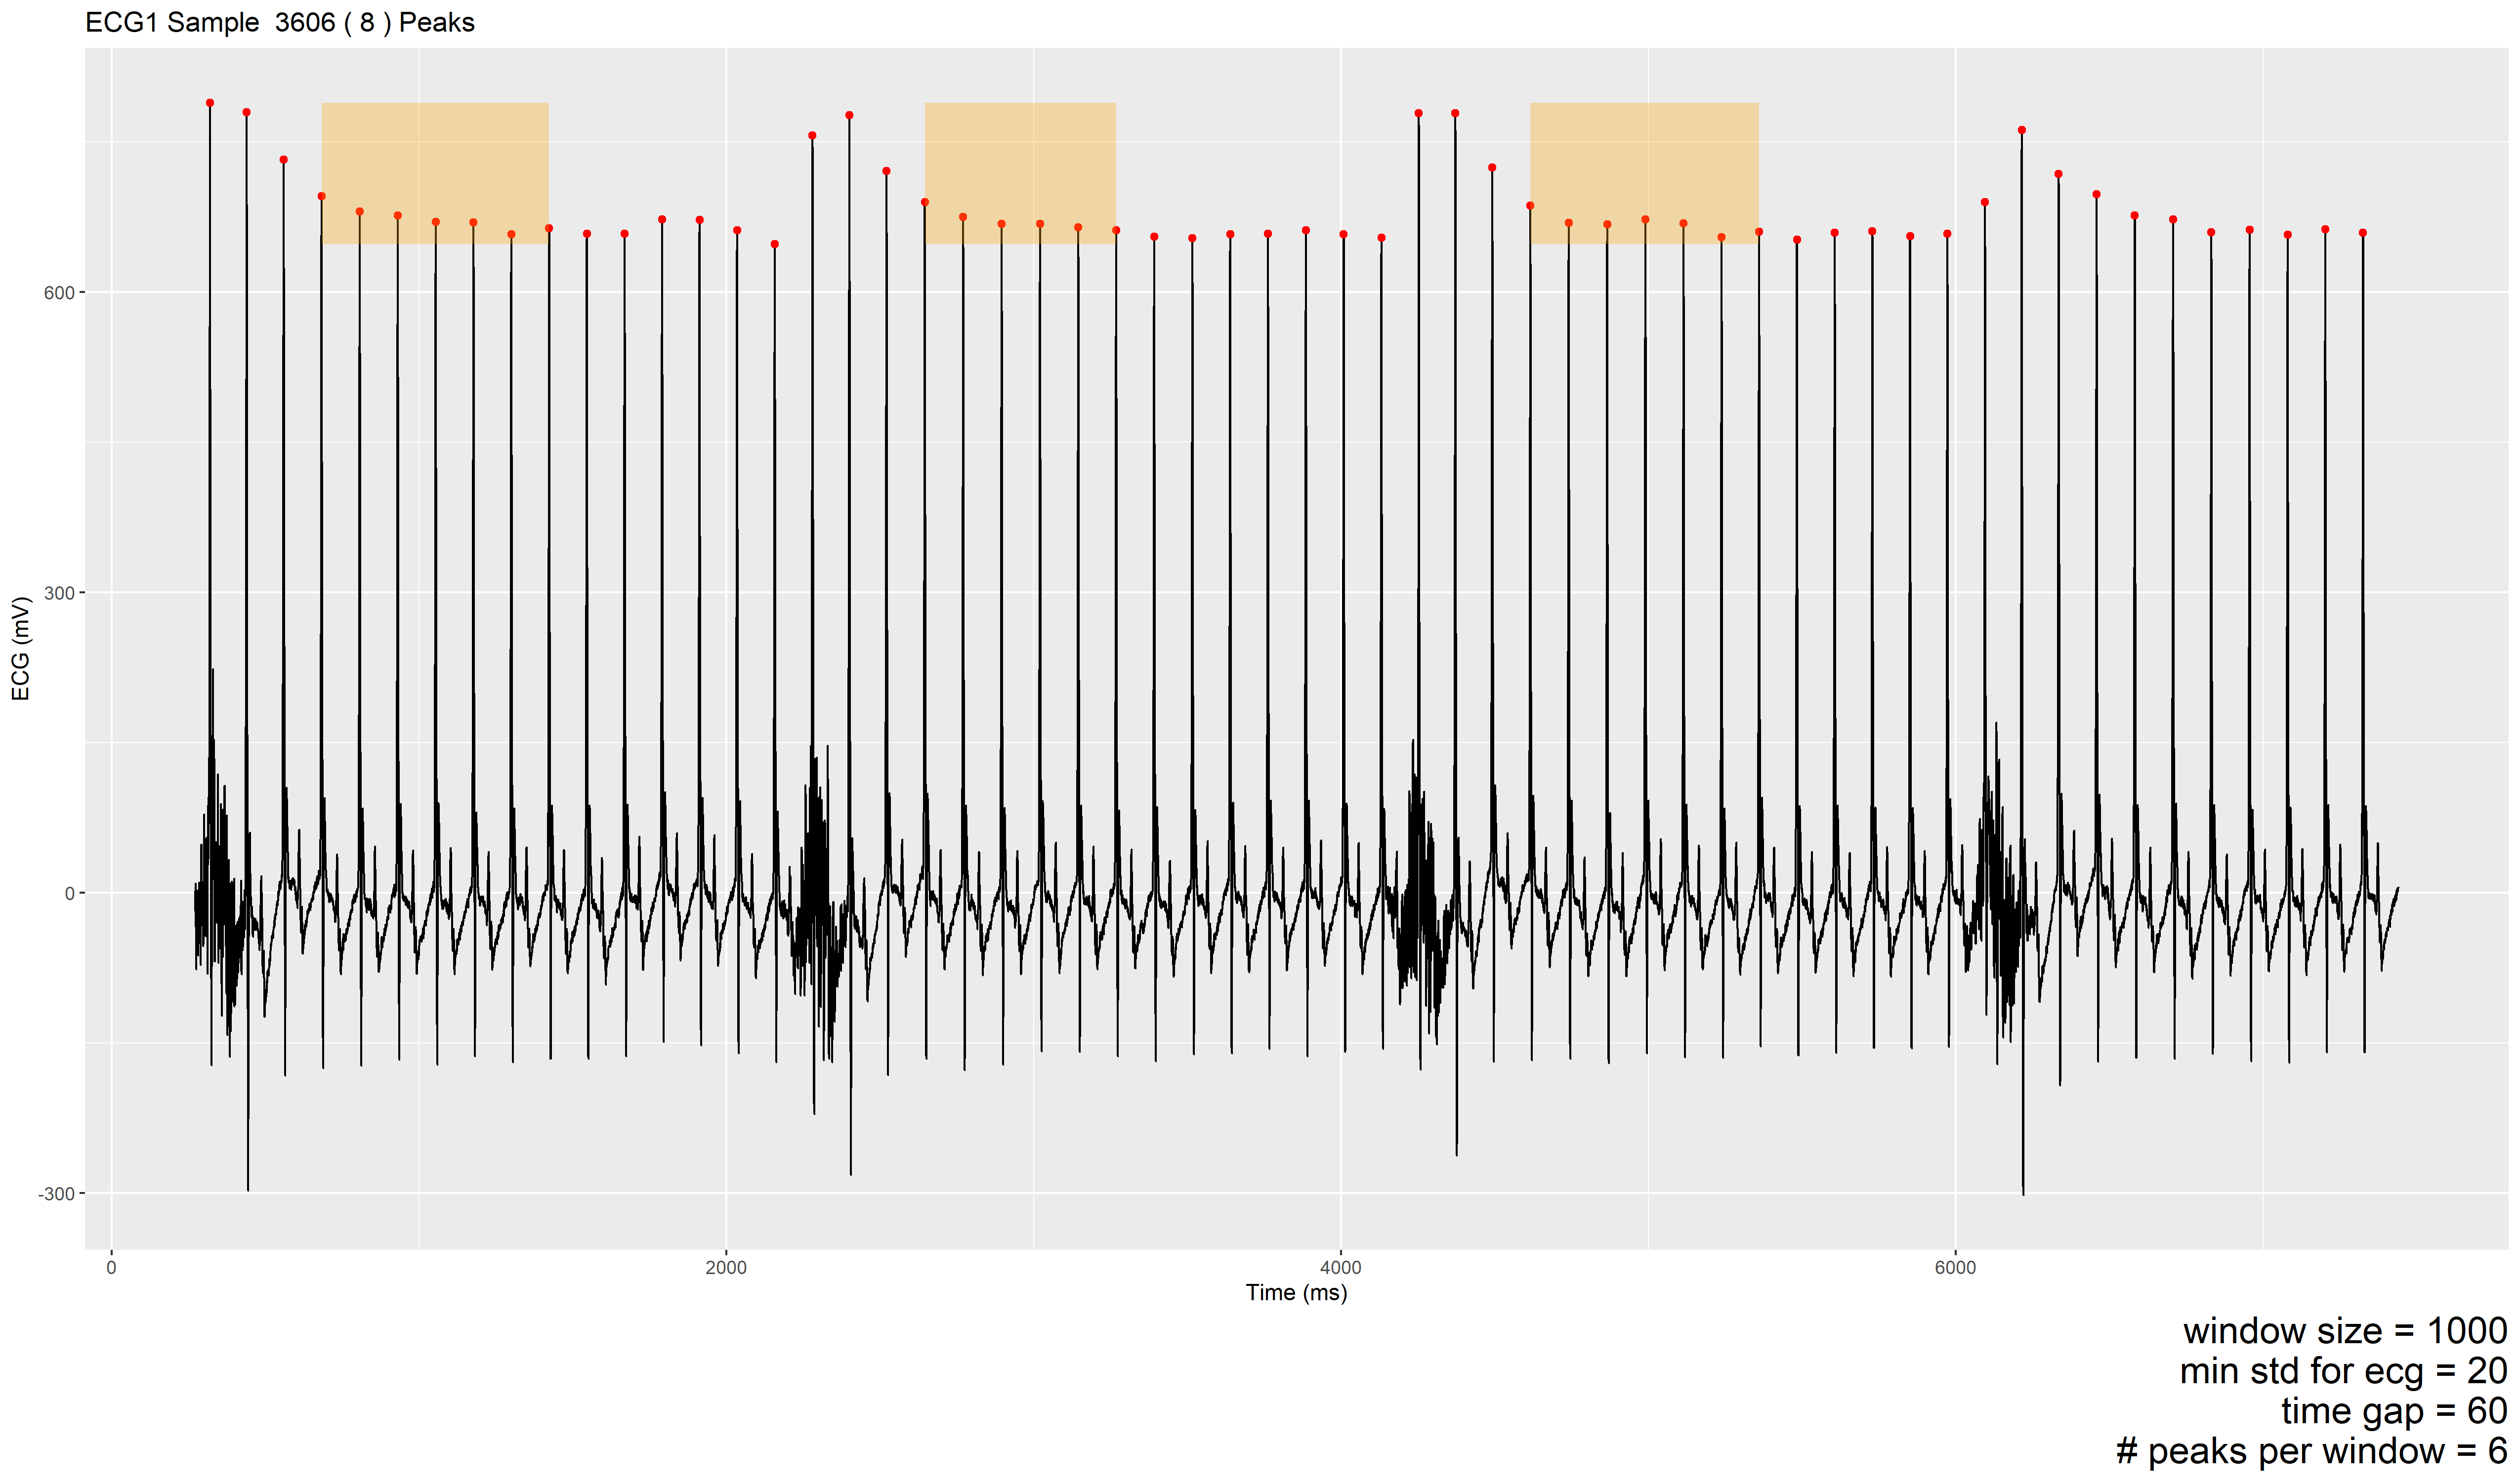 ECG1 Sample  3606 ( 8 ) Peaks
600
300
0
-300
ECG (mV)
0 2000 4000 6000
Time (ms)
window size = 1000
min std for ecg = 20
time gap = 60
# peaks per window = 6